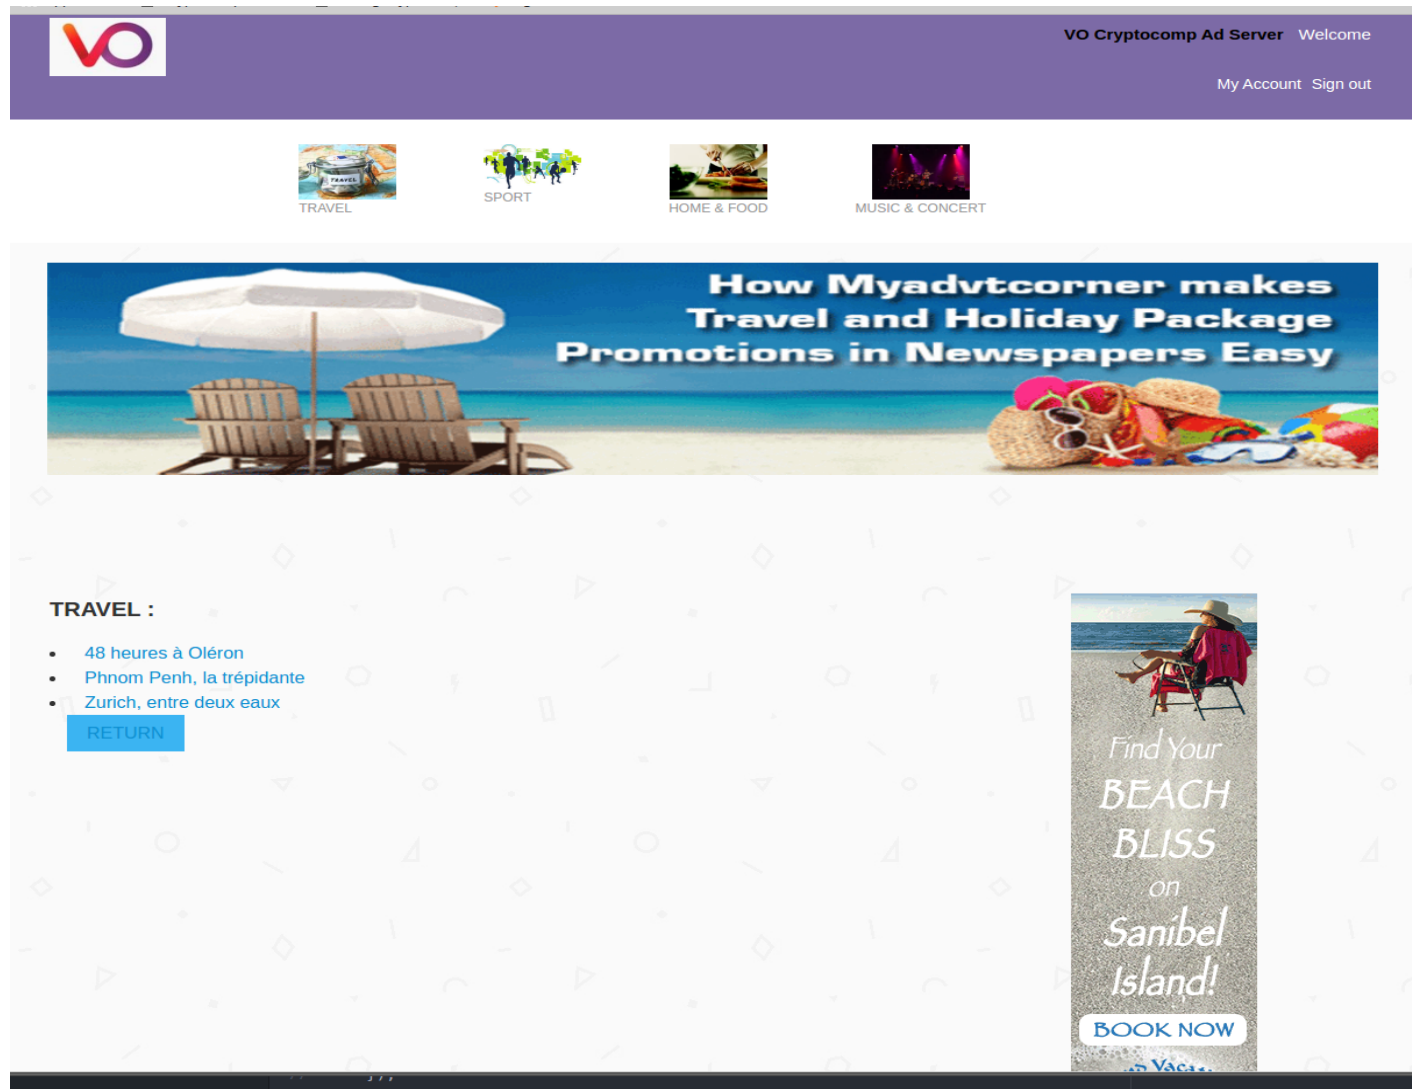 VO
VO Cryptocomp Ad Server Welcome
My Account Sign out
TRAVEL
TRAVEL
SPORT
HOME & FOOD
MUSIC & CONCERT
How Myadvtcorner makes
Travel and Holiday Package
Promotions in Newspapers Easy
TRAVEL :
48 heures à Oléron
Phnom Penh, la trépidante
Zurich, entre deux eaux
RETURN
Find Your
BEACH
BLISS
on
Sanibel
Island!
BOOK NOW